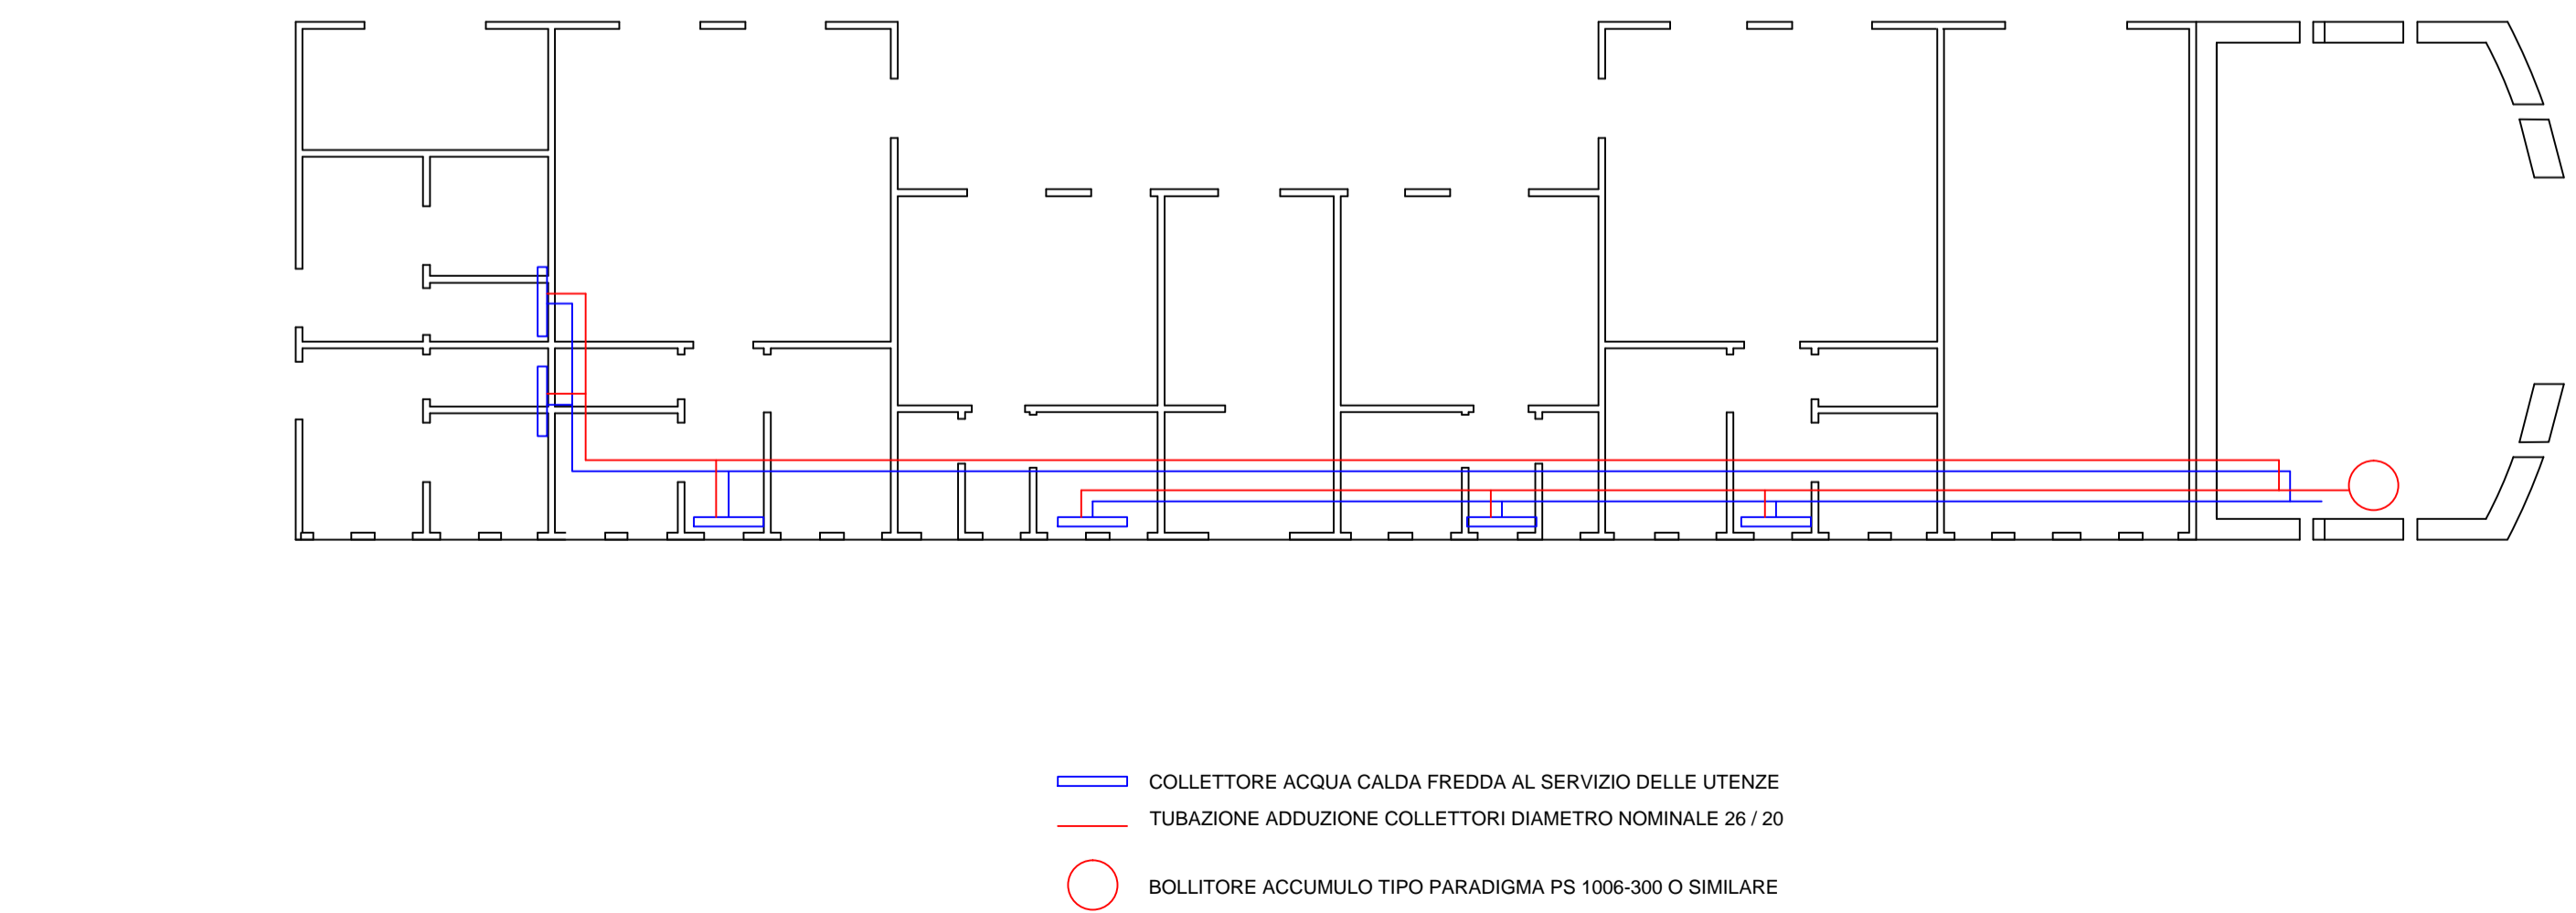 COLLETTORE ACQUA CALDA FREDDA AL SERVIZIO DELLE UTENZE
TUBAZIONE ADDUZIONE COLLETTORI DIAMETRO NOMINALE 26 / 20
BOLLITORE ACCUMULO TIPO PARADIGMA PS 1006-300 O SIMILARE